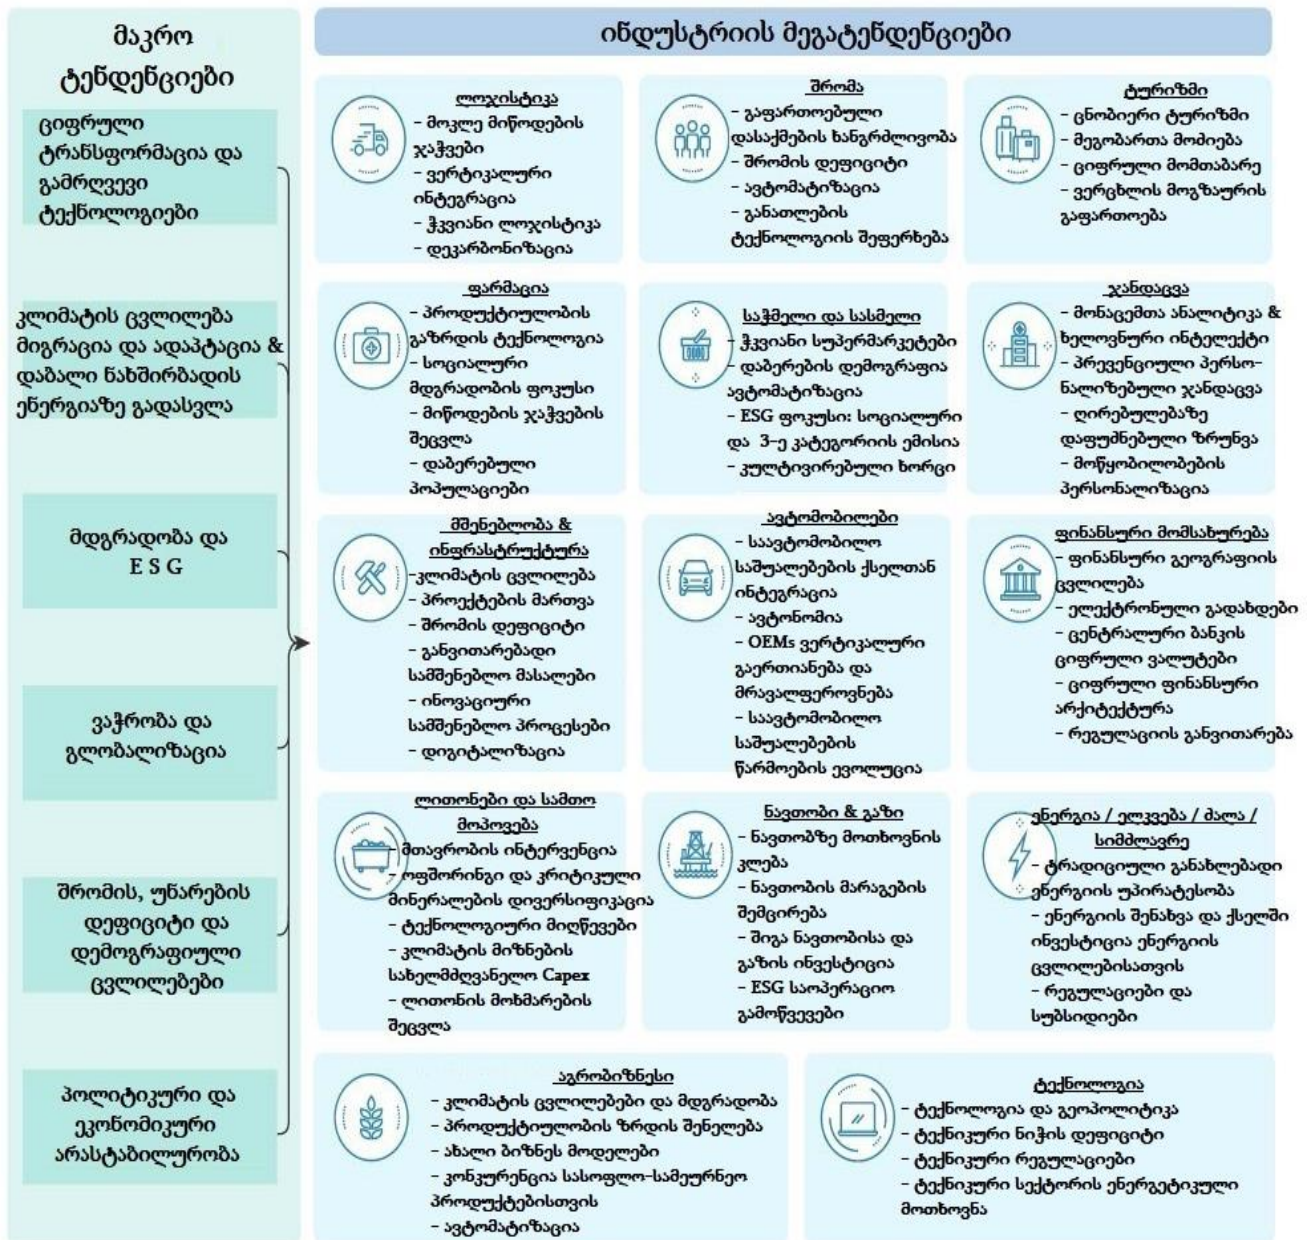 მაკრო
ტენდენციები
ციფრული
ტრანსფორმაცია და
გამრღვევი
ტექნოლოგიები
კლიმატის ცვლილება
მიგრაცია და ადაპტაცია &
დაბალი ნახშირბადის
ენერგიაზე გადასვლა
მდგრადობა და
E S G
ვაჭრობა და
გლობალიზაცია
შრომის, უნარების
დეფიციტი და
დემოგრაფიული
ცვლილებები
პოლიტიკური და
ეკონომიკური
არასტაბილურობა
ინდუსტრიის მეგატენდენციები
ლოჯისტიკა
- მოკლე მიწოდების
ჯაჭვები
- ვერტიკალური
ინტეგრაცია
- ჭკვიანი ლოჯისტიკა
- დეკარბონიზაცია
შრომა
- გაფართოებული
დასაქმების ხანგრძლივობა
- შრომის დეფიციტი
- ავტომატიზაცია
- განათლების
ტექნოლოგიის შეფერხება
ტურიზმი
- ცნობიერი ტურიზმი
- მეგობართა მოძიება
- ციფრული მომთაბარე
- ვერცხლის მოგზაურის
გაფართოება
ფარმაცია
- პროდუქტიულობის
გაზრდის ტექნოლოგია
- სოციალური
მდგრადობის ფოკუსი
- მიწოდების ჯაჭვების
შეცვლა
- დაბერებული
პოპულაციები
საჭმელი და სასმელი
- ჭკვიანი სუპერმარკეტები
- დაბერების დემოგრაფია
ავტომატიზაცია
- ESG ფოკუსი: სოციალური
და 3-ე კატეგორიის ემისია
- კულტივირებული ხორცი
ჯანდაცვა
- მონაცემთა ანალიტიკა &
ხელოვნური ინტელექტი
- პრევენციული პერსო-
ნალიზებული ჯანდაცვა
- ღირებულებაზე
დაფუძნებული ზრუნვა
- მოწყობილობების
პერსონალიზაცია
მშენებლობა &
ინფრასტრუქტურა
-კლიმატის ცვლილება
- პროექტების მართვა
- შრომის დეფიციტი
- განვითარებადი
სამშენებლო მასალები
- ინოვაციური
სამშენებლო პროცესები
- დიგიტალიზაცია
ავტომობილები
- საავტომობილო
საშუალებების ქსელთან
ინტეგრაცია
- ავტონომია
- OEMs ვერტიკალური
გაერთიანება და
მრავალფეროვნება
- საავტომობილო
საშუალებების
წარმოების ევოლუცია
ფინანსური მომსახურება
- ფინანსური გეოგრაფიის
ცვლილება
- ელექტრონული გადახდები
- ცენტრალური ბანკის
ციფრული ვალუტები
- ციფრული ფინანსური
არქიტექტურა
- რეგულაციის განვითარება
ლითონები და სამთო
მოპოვება
- მთავრობის ინტერვენცია
- ოფშორინგი და კრიტიკული
მინერალების დივერსიფიკაცია
- ტექნოლოგიური მიღწევები
- კლიმატის მიზნების
სახელმძღვანელო Capex
- ლითონის მოხმარების
შეცვლა
ნავთობი & გაზი
- ნავთობზე მოთხოვნის
კლება
- ნავთობის მარაგების
შემცირება
- შიგა ნავთობისა და
გაზის ინვესტიცია
- ESG საოპერაციო
გამოწვევები
ენერგია / ელკვება / ძალა /
სიმძლავრე
- ტრადიციული განახლებადი
ენერგიის უპირატესობა
- ენერგიის შენახვა და ქსელში
ინვესტიცია ენერგიის
ცვლილებისათვის
- რეგულაციები და
სუბსიდიები
აგრობიზნესი
- კლიმატის ცვლილებები და მდგრადობა
- პროდუქტიულობის ზრდის შენელება
- ახალი ბიზნეს მოდელები
- კონკურენცია სასოფლო-სამეურნეო
პროდუქტებისთვის
- ავტომატიზაცია
ტექნოლოგია
- ტექნოლოგია და გეოპოლიტიკა
- ტექნიკური ნიჭის დეფიციტი
- ტექნიკური რეგულაციები
- ტექნიკური სექტორის ენერგეტიკული
მოთხოვნა